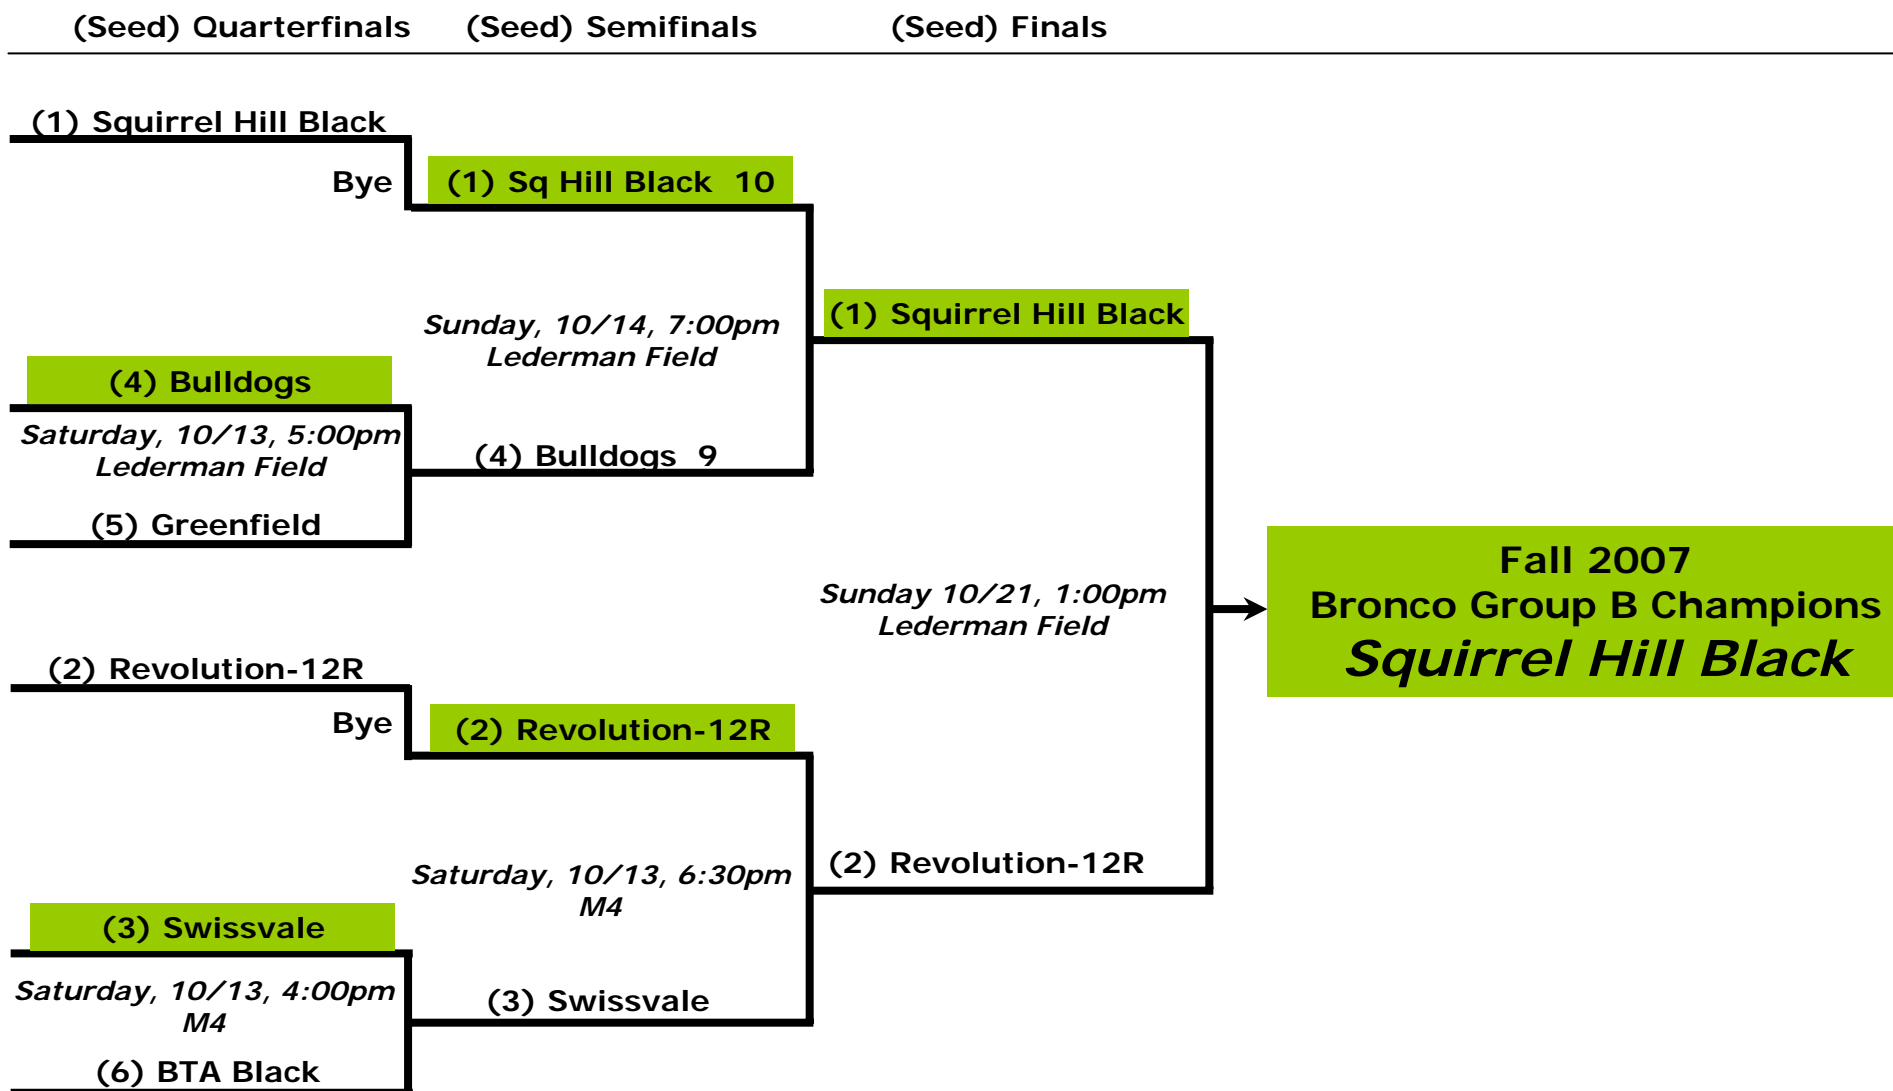 (Seed) Quarterfinals (Seed) Semifinals (Seed) Finals
(1) Squirrel Hill Black
Bye
(1) Sq Hill Black 10
Sunday, 10/14, 7:00pm
Lederman Field
(1) Squirrel Hill Black
(4) Bulldogs
Saturday, 10/13, 5:00pm
Lederman Field
(4) Bulldogs 9
(5) Greenfield
Sunday 10/21, 1:00pm
Lederman Field
Fall 2007
Bronco Group B Champions
Squirrel Hill Black
(2) Revolution-12R
Bye
(2) Revolution-12R
Saturday, 10/13, 6:30pm
M4
(2) Revolution-12R
(3) Swissvale
Saturday, 10/13, 4:00pm
M4
(3) Swissvale
(6) BTA Black